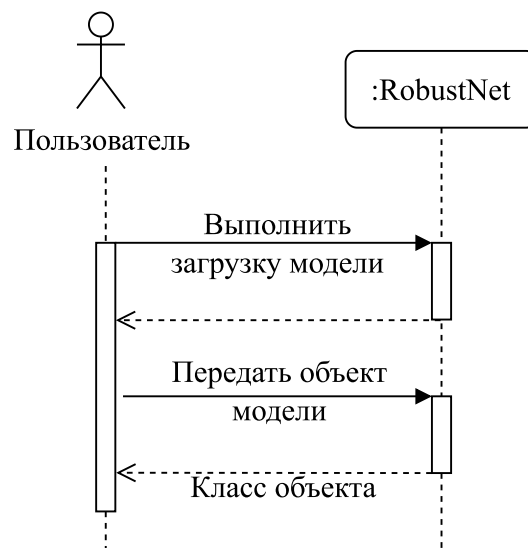 :RobustNet
Пользователь
Выполнить
загрузку модели
Передать объект
модели
Класс объекта